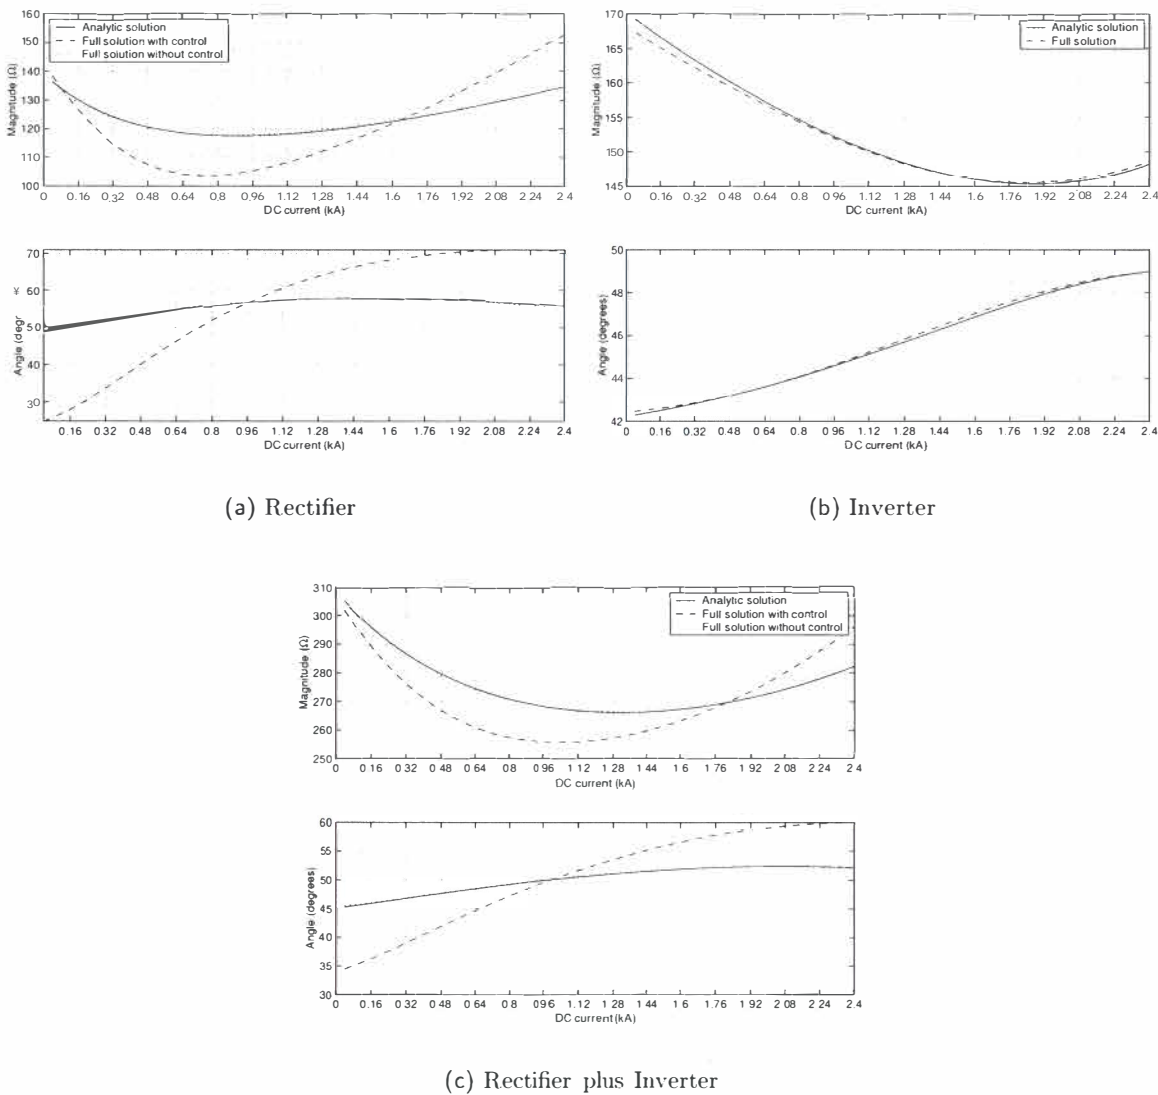 160
150
140
130
120
110
100
Magnitude (Ω)
Analytic solution
Full solution with control
Full solution without control
0 0.16 0.32 0.48 0.64 0.8 0.96 1.12 1.28 1.44 1.6 1.76 1.92 2.08 2.24 2.4
DC current (kA)
70
60
50
40
30
Angle (degr
0.16 0.32 0.48 0.64 0.8 0.96 1.12 1.28 1.44 1.6 1.76 1.92 2.08 2.24 2.4
DC current (kA)
(a) Rectifier
170
165
160
155
150
145
Magnitude (Ω)
Analytic solution
Full solution
0 0.16 0.32 0.48 0.64 0.8 0.96 1.12 1.28 1.44 1.6 1.76 1.92 2.08 2.24 2.4
DC current (kA)
50
48
46
44
42
Angle (degrees)
0 0.16 0.32 0.48 0.64 0.8 0.96 1.12 1.28 1.44 1.6 1.76 1.92 2.08 2.24 2.4
DC current (kA)
(b) Inverter
310
300
290
280
270
260
250
Magnitude (Ω)
Analytic solution
Full solution with control
Full solution without control
0 0.16 0.32 0.48 0.64 0.8 0.96 1.12 1.28 1.44 1.6 1.76 1.92 2.08 2.24 2.4
DC current (kA)
60
55
50
45
40
35
30
Angle (degrees)
0 0.16 0.32 0.48 0.64 0.8 0.96 1.12 1.28 1.44 1.6 1.76 1.92 2.08 2.24 2.4
DC current (kA)
(c) Rectifier plus Inverter